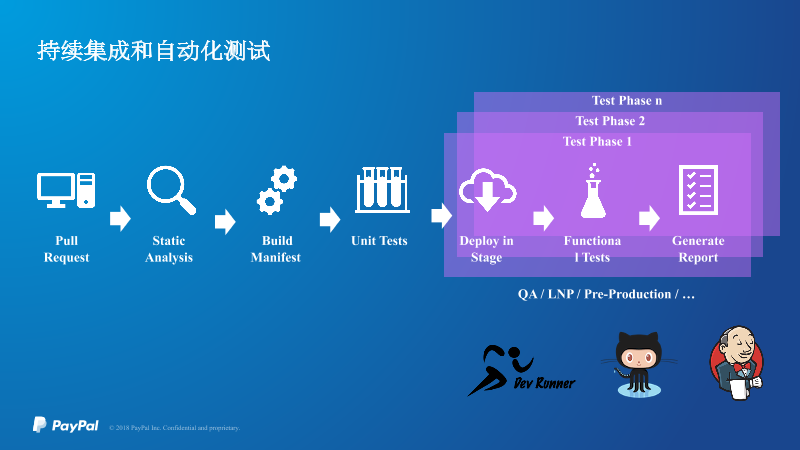 持续集成和自动化测试
Test Phase n
Test Phase 2
Test Phase 1
Pull
Request
Static
Analysis
Build
Manifest
Unit Tests
Deploy in
Stage
Functiona
l Tests
Generate
Report
QA / LNP / Pre-Production / …
Dev Runner
PayPal
© 2018 PayPal Inc. Confidential and proprietary.